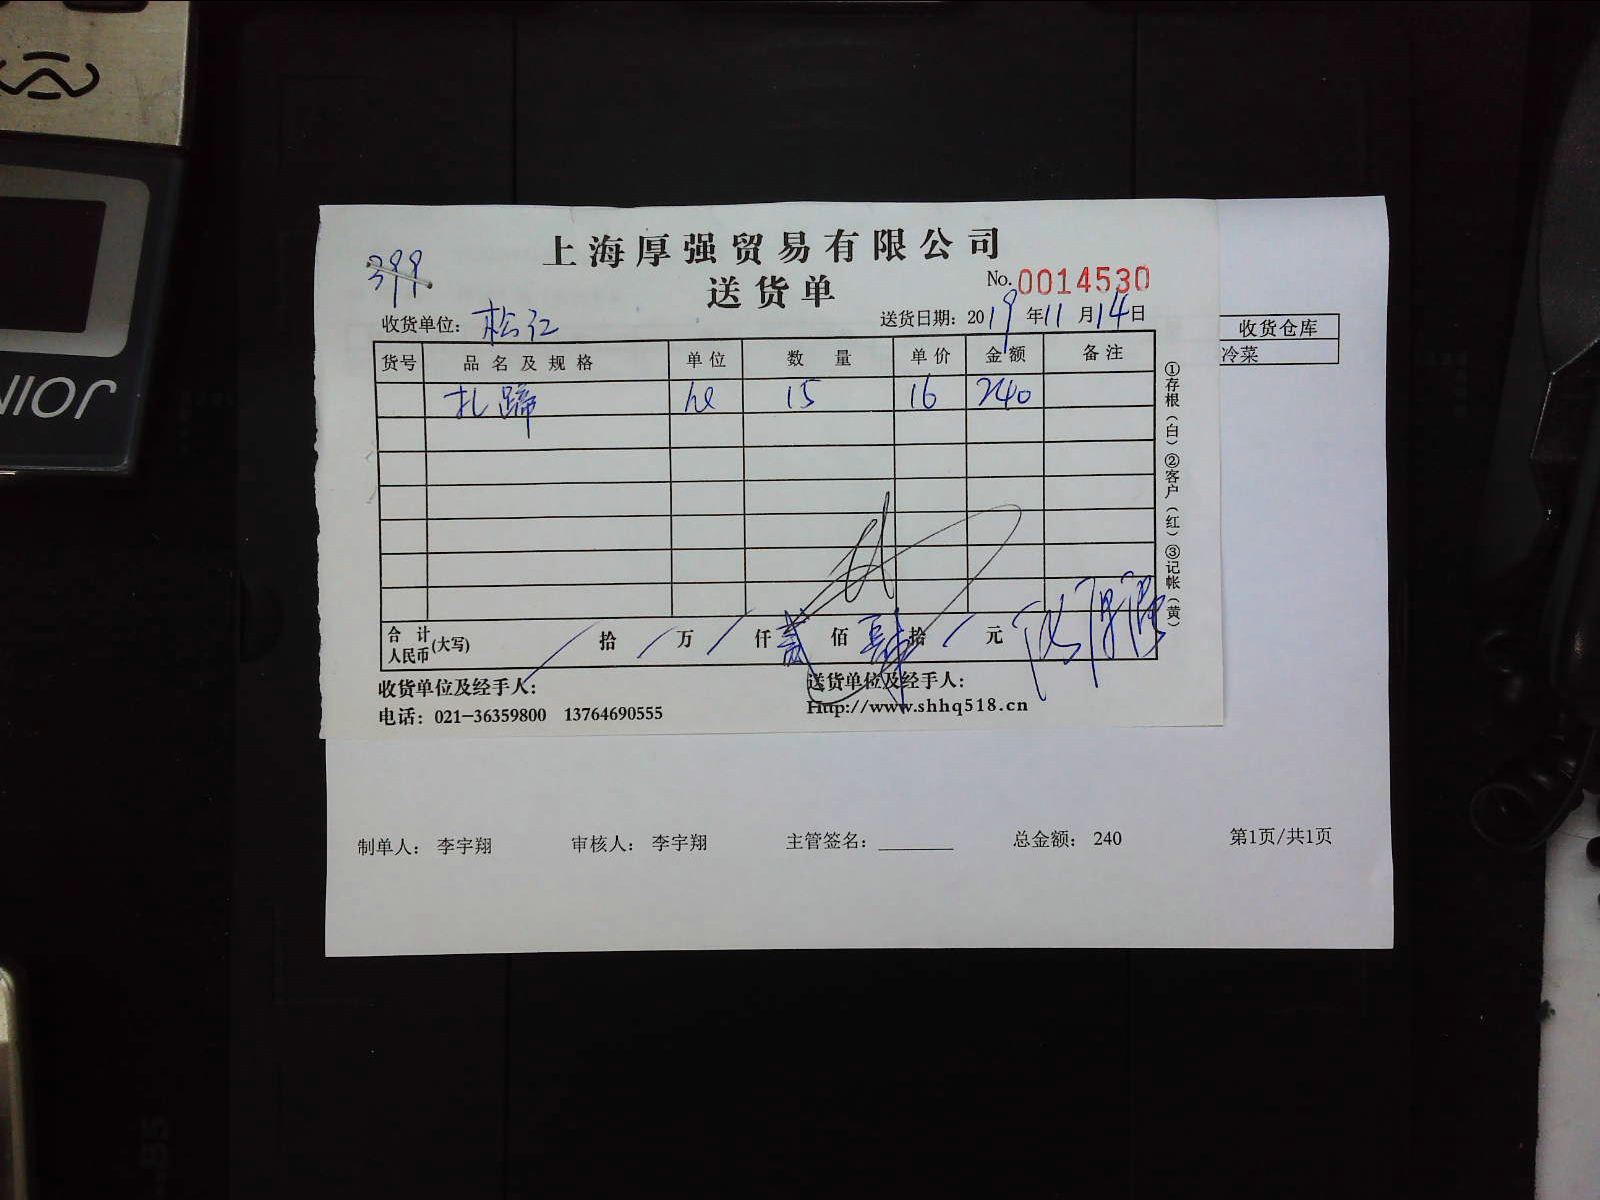 上海厚强贸易有限公司
送货单
No.0014530
399
收货单位：松江
送货日期：2019年11月14日
货号 品名及规格 单位 数量 单价 金额 备注
扎蹄 kg 15 16 240
合计人民币(大写) / 拾 / 万 / 仟 贰 佰 肆 拾 / 元
①存根(白)②客户(红)③记帐(黄)
收货单位及经手人：
送货单位及经手人：
电话：021-36359800 13764690555
Http://www.shhq518.cn
收货仓库
冷菜
制单人： 李宇翔 审核人： 李宇翔 主管签名： 总金额： 240 第1页/共1页
JOINIOR